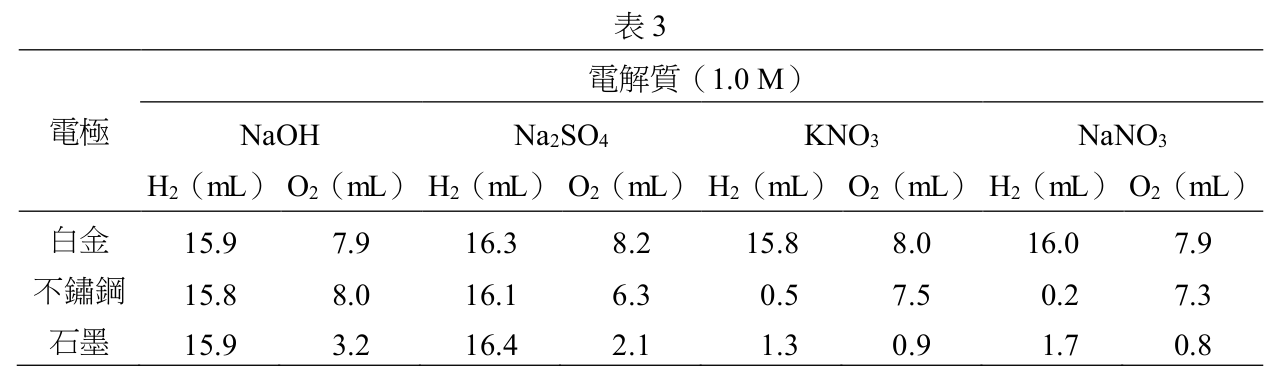 表 3
電解質（1.0 M）
電極
NaOH Na₂SO₄ KNO₃ NaNO₃
H₂（mL） O₂（mL） H₂（mL） O₂（mL） H₂（mL） O₂（mL） H₂（mL） O₂（mL）
白金 15.9 7.9 16.3 8.2 15.8 8.0 16.0 7.9
不鏽鋼 15.8 8.0 16.1 6.3 0.5 7.5 0.2 7.3
石墨 15.9 3.2 16.4 2.1 1.3 0.9 1.7 0.8